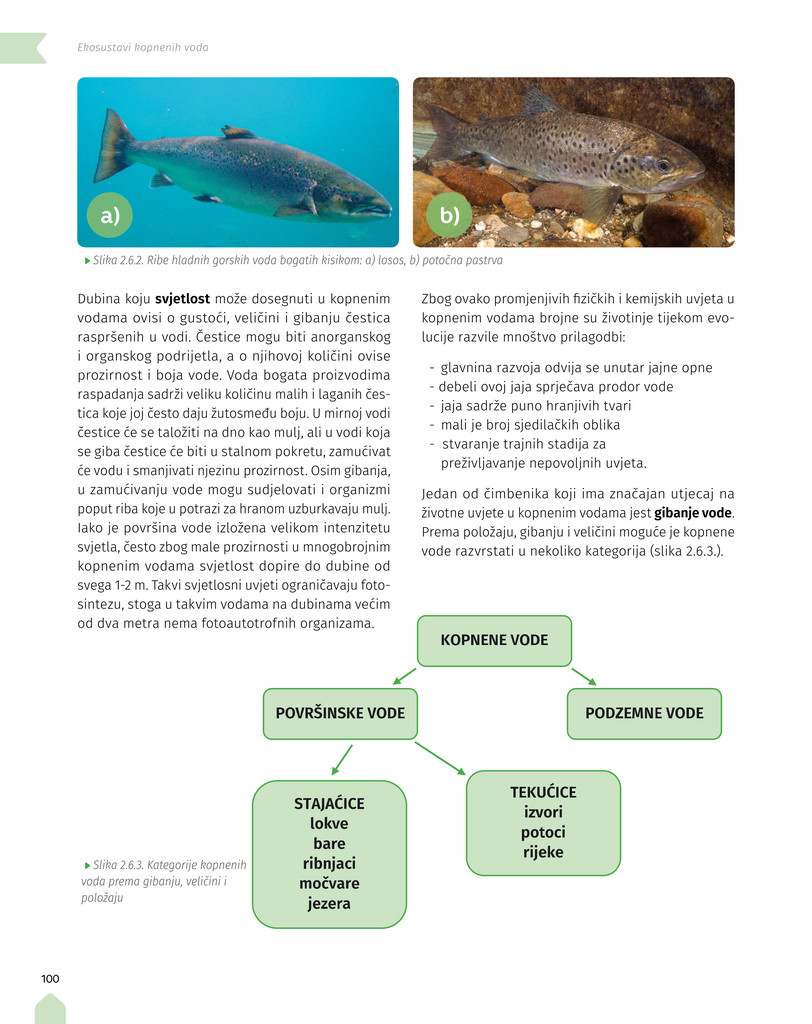 Ekosustavi kopnenih voda
a)
b)
Slika 2.6.2. Ribe hladnih gorskih voda bogatih kisikom: a) losos, b) potočna pastrva
Dubina koju svjetlost može dosegnuti u kopnenim
vodama ovisi o gustoći, veličini i gibanju čestica
raspršenih u vodi. Čestice mogu biti anorganskog
i organskog podrijetla, a o njihovoj količini ovise
prozirnost i boja vode. Voda bogata proizvodima
raspadanja sadrži veliku količinu malih i laganih čes-
tica koje joj često daju žutosmeđu boju. U mirnoj vodi
čestice će se taložiti na dno kao mulj, ali u vodi koja
se giba čestice će biti u stalnom pokretu, zamućivat
će vodu i smanjivati njezinu prozirnost. Osim gibanja,
u zamućivanju vode mogu sudjelovati i organizmi
poput riba koje u potrazi za hranom uzburkavaju mulj.
Iako je površina vode izložena velikom intenzitetu
svjetla, često zbog male prozirnosti u mnogobrojnim
kopnenim vodama svjetlost dopire do dubine od
svega 1-2 m. Takvi svjetlosni uvjeti ograničavaju foto-
sintezu, stoga u takvim vodama na dubinama većim
od dva metra nema fotoautotrofnih organizama.
Zbog ovako promjenjivih fizičkih i kemijskih uvjeta u
kopnenim vodama brojne su životinje tijekom evo-
lucije razvile mnoštvo prilagodbi:
- glavnina razvoja odvija se unutar jajne opne
- debeli ovoj jaja sprječava prodor vode
- jaja sadrže puno hranjivih tvari
- mali je broj sjedilačkih oblika
- stvaranje trajnih stadija za
preživljavanje nepovoljnih uvjeta.
Jedan od čimbenika koji ima značajan utjecaj na
životne uvjete u kopnenim vodama jest gibanje vode.
Prema položaju, gibanju i veličini moguće je kopnene
vode razvrstati u nekoliko kategorija (slika 2.6.3.).
KOPNENE VODE
POVRŠINSKE VODE
PODZEMNE VODE
STAJAĆICE
lokve
bare
ribnjaci
močvare
jezera
TEKUĆICE
izvori
potoci
rijeke
Slika 2.6.3. Kategorije kopnenih
voda prema gibanju, veličini i
položaju
100